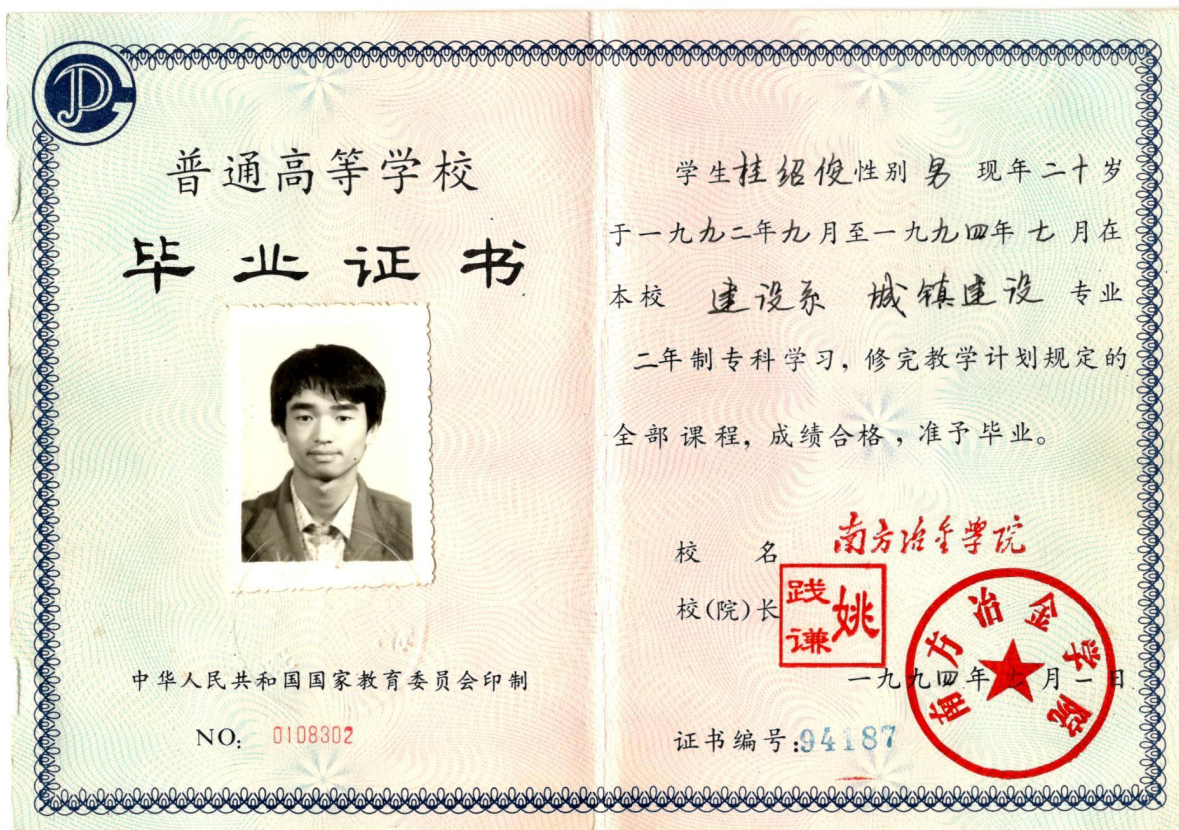 普通高等学校
毕业证书
中华人民共和国国家教育委员会印制
NO: 0108302
学生桂绍俊性别男 现年二十岁
于一九九二年九月至一九九四年七月在
本校 建设系 城镇建设 专业
二年制专科学习，修完教学计划规定的
全部课程，成绩合格，准予毕业。
校 名 南方冶金学院
校(院)长 姚践谦
南方冶金学院
一九九四年七月一日
证书编号:94187